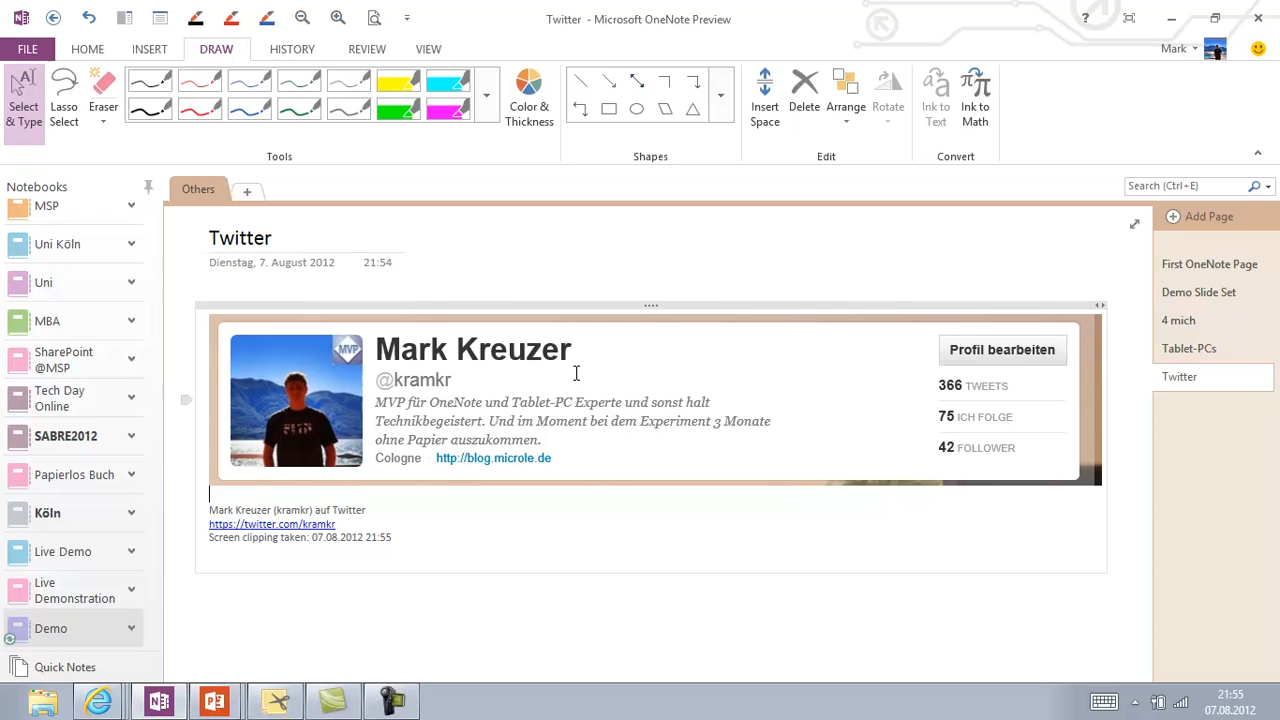 Twitter - Microsoft OneNote Preview
?
FILE
HOME
INSERT
DRAW
HISTORY
REVIEW
VIEW
Mark
Select & Type
Lasso Select
Eraser
Color & Thickness
Insert Space
Delete
Arrange
Rotate
Ink to Text
Ink to Math
Tools
Shapes
Edit
Convert
Notebooks
Others
Search (Ctrl+E)
MSP
Uni Köln
Uni
MBA
SharePoint
@MSP
Tech Day
Online
SABRE2012
Papierlos Buch
Köln
Live Demo
Live
Demonstration
Demo
Quick Notes
Twitter
Dienstag, 7. August 2012 21:54
MVP
Mark Kreuzer
@kramkr
MVP für OneNote und Tablet-PC Experte und sonst halt
Technikbegeistert. Und im Moment bei dem Experiment 3 Monate
ohne Papier auszukommen.
Cologne http://blog.microle.de
Profil bearbeiten
366 TWEETS
75 ICH FOLGE
42 FOLLOWER
Mark Kreuzer (kramkr) auf Twitter
https://twitter.com/kramkr
Screen clipping taken: 07.08.2012 21:55
Add Page
First OneNote Page
Demo Slide Set
4 mich
Tablet-PCs
Twitter
21:55
07.08.2012